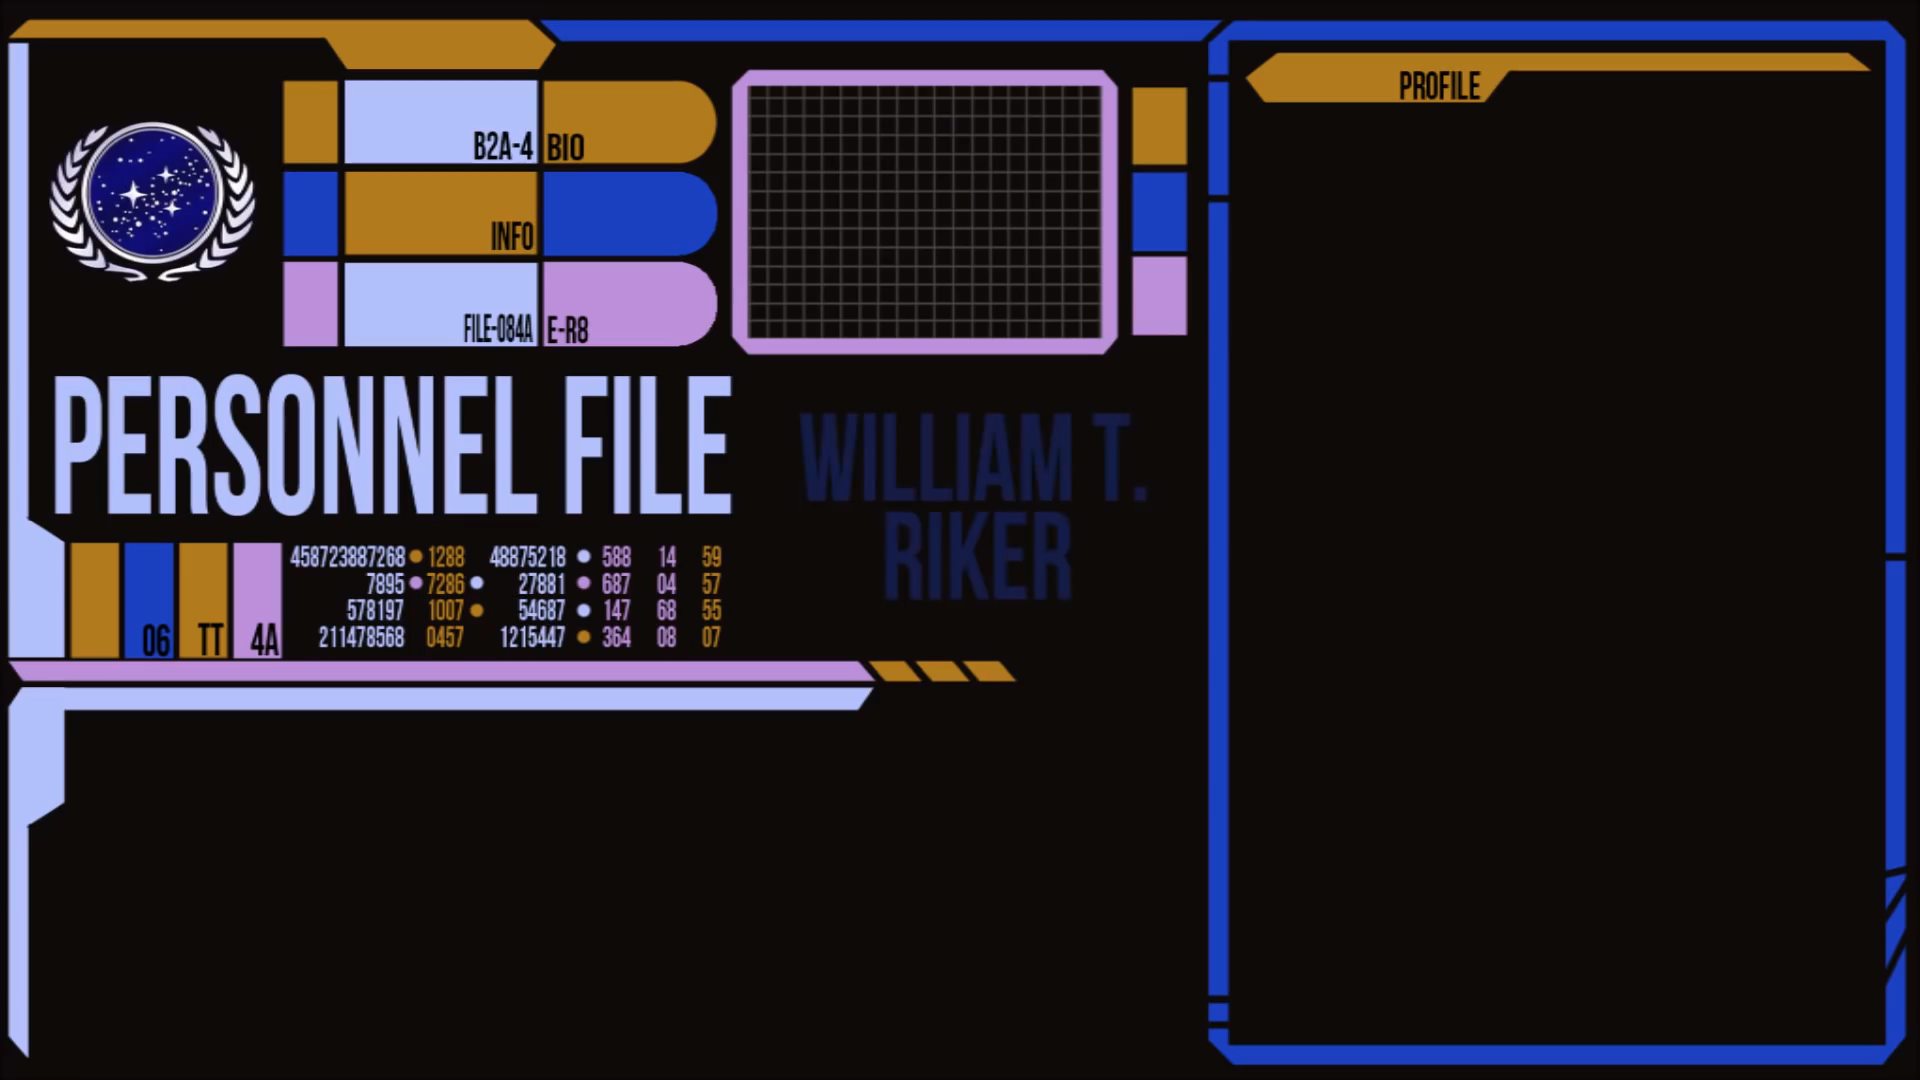 PROFILE
B2A-4 BIO
INFO
FILE-084A E-R8
PERSONNEL FILE
WILLIAM T.
RIKER
458723887268 1288 48875218 588 14 59
7895 7286 27881 687 04 57
578197 1007 54687 147 68 55
211478568 0457 1215447 364 08 07
06 TT 4A